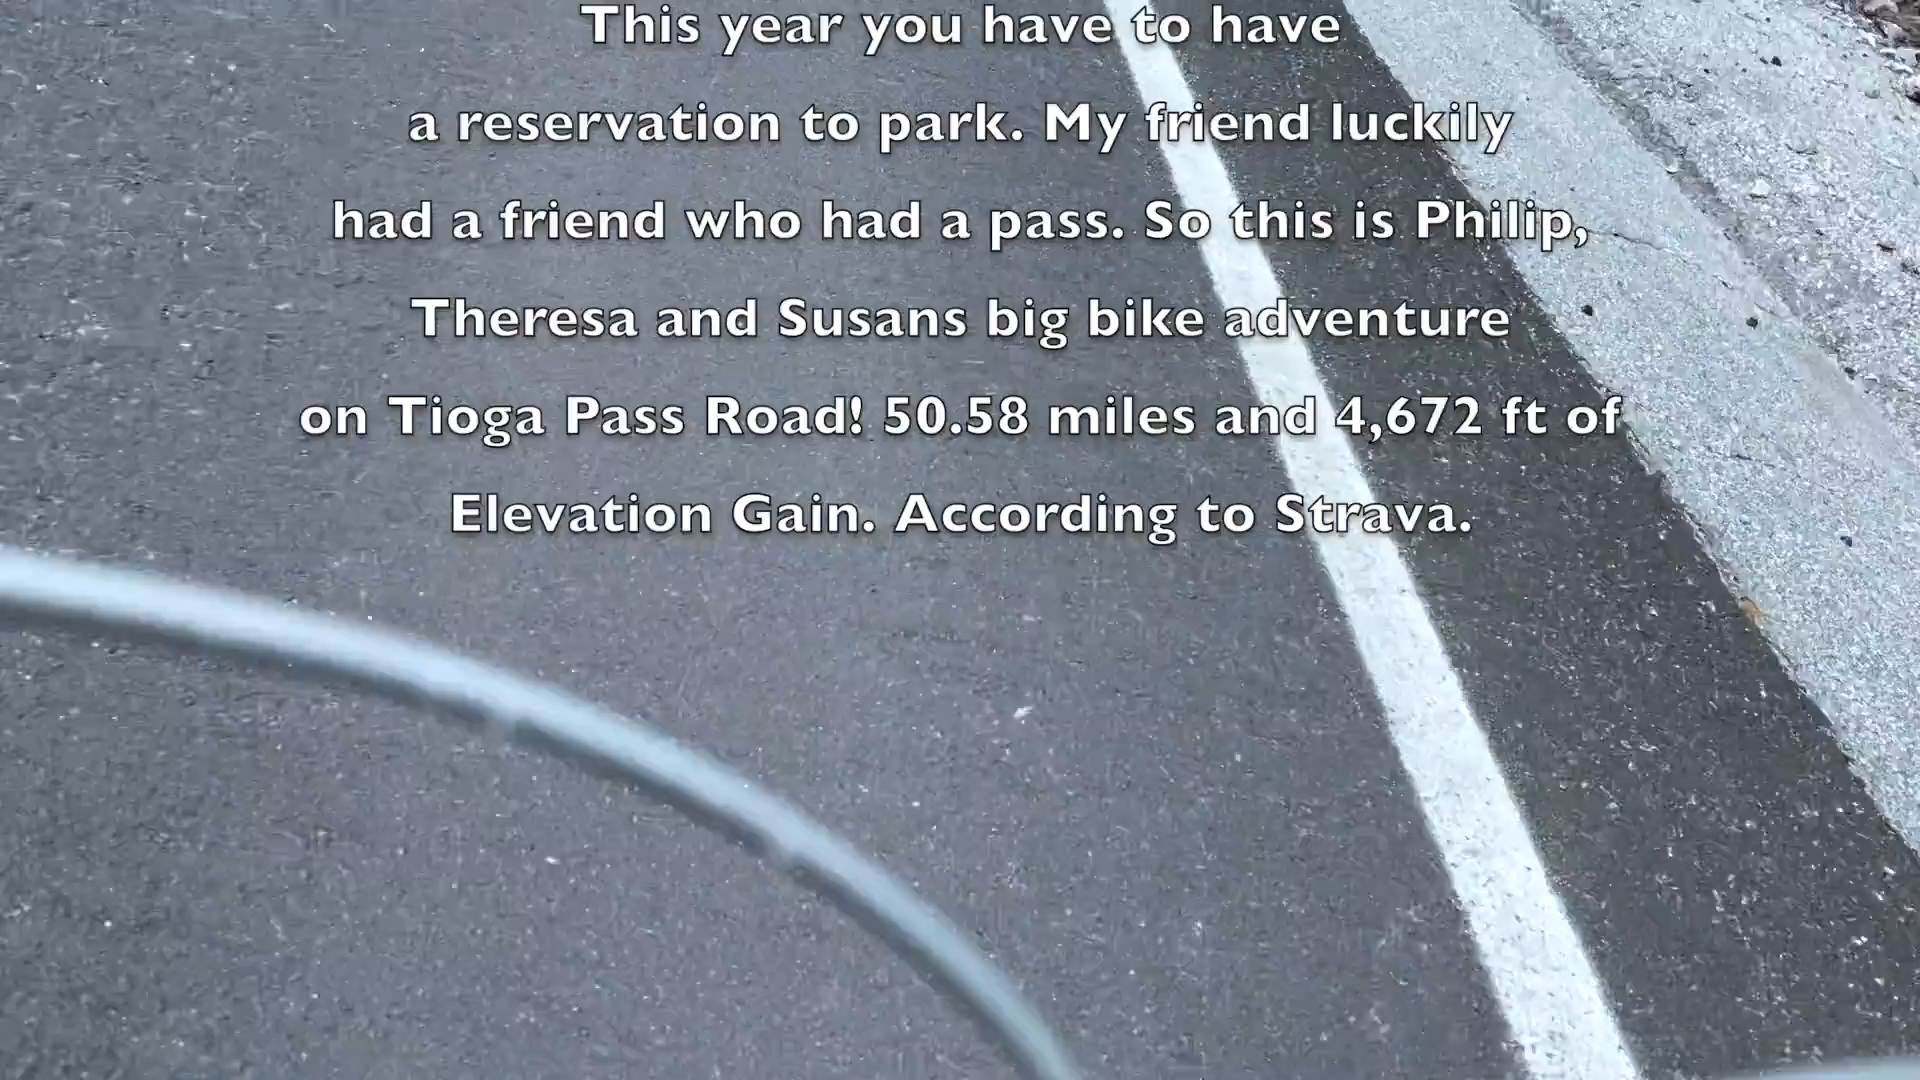 This year you have to have
a reservation to park. My friend luckily
had a friend who had a pass. So this is Philip,
Theresa and Susans big bike adventure
on Tioga Pass Road! 50.58 miles and 4,672 ft of
Elevation Gain. According to Strava.